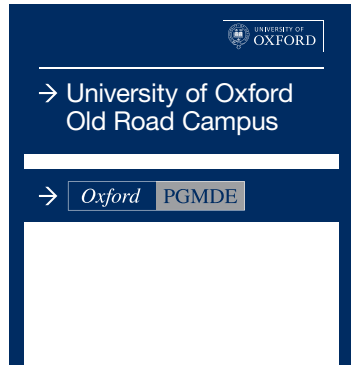 UNIVERSITY OF
OXFORD
→ University of Oxford
Old Road Campus
→ Oxford PGMDE